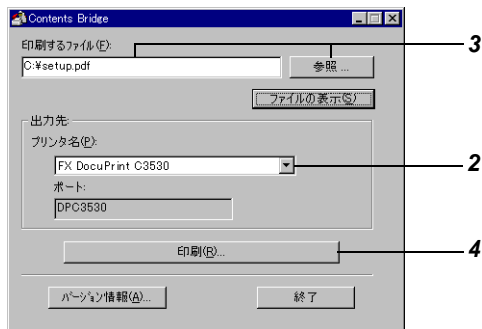 Contents Bridge
印刷するファイル(F):
C:¥setup.pdf
参照 ...
3
ファイルの表示(S)
出力先:
プリンタ名(P):
FX DocuPrint C3530
2
ポート:
DPC3530
印刷(R)...
4
バージョン情報(A)...
終了